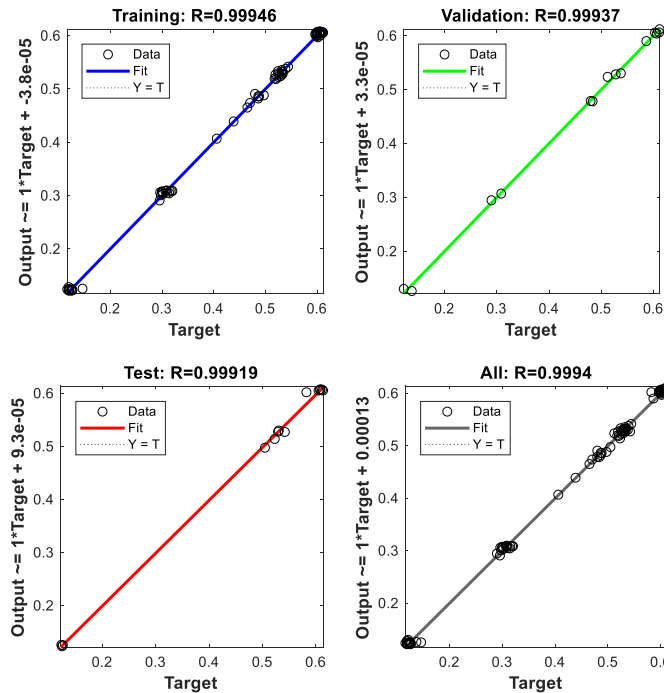 Training: R=0.99946
Output ~= 1*Target + -3.8e-05
0.6
0.5
0.4
0.3
0.2
Data
Fit
Y = T
0.2 0.3 0.4 0.5 0.6
Target
Validation: R=0.99937
Output ~= 1*Target + 3.3e-05
0.6
0.5
0.4
0.3
0.2
Data
Fit
Y = T
0.2 0.3 0.4 0.5 0.6
Target
Test: R=0.99919
Output ~= 1*Target + 9.3e-05
0.6
0.5
0.4
0.3
0.2
Data
Fit
Y = T
0.2 0.3 0.4 0.5 0.6
Target
All: R=0.9994
Output ~= 1*Target + 0.00013
0.6
0.5
0.4
0.3
0.2
Data
Fit
Y = T
0.2 0.3 0.4 0.5
Target